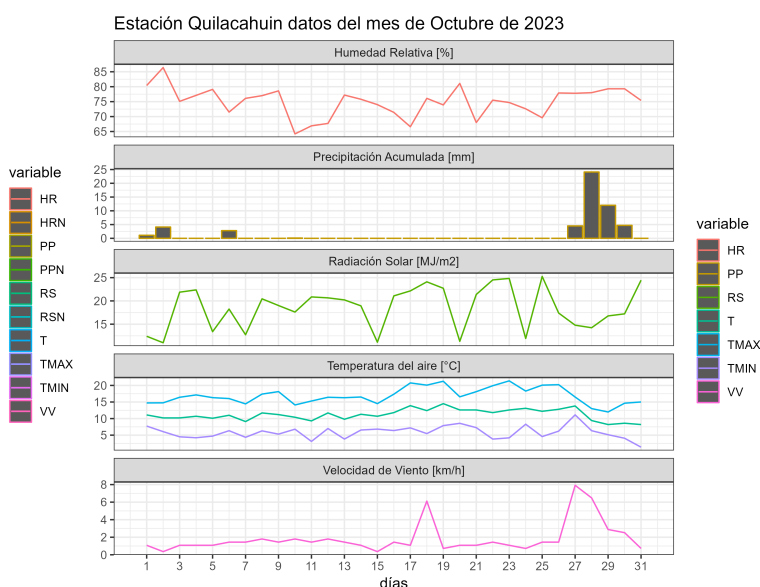 Estación Quilacahuin datos del mes de Octubre de 2023
variable
HR
HRN
PP
PPN
RS
RSN
T
TMAX
TMIN
VV
Humedad Relativa [%]
85
80
75
70
65
Precipitación Acumulada [mm]
25
20
15
10
5
0
Radiación Solar [MJ/m2]
25
20
15
Temperatura del aire [°C]
20
15
10
5
Velocidad de Viento [km/h]
8
6
4
2
0
1 3 5 7 9 11 13 15 17 19 21 23 25 27 29 31
días
variable
HR
PP
RS
T
TMAX
TMIN
VV